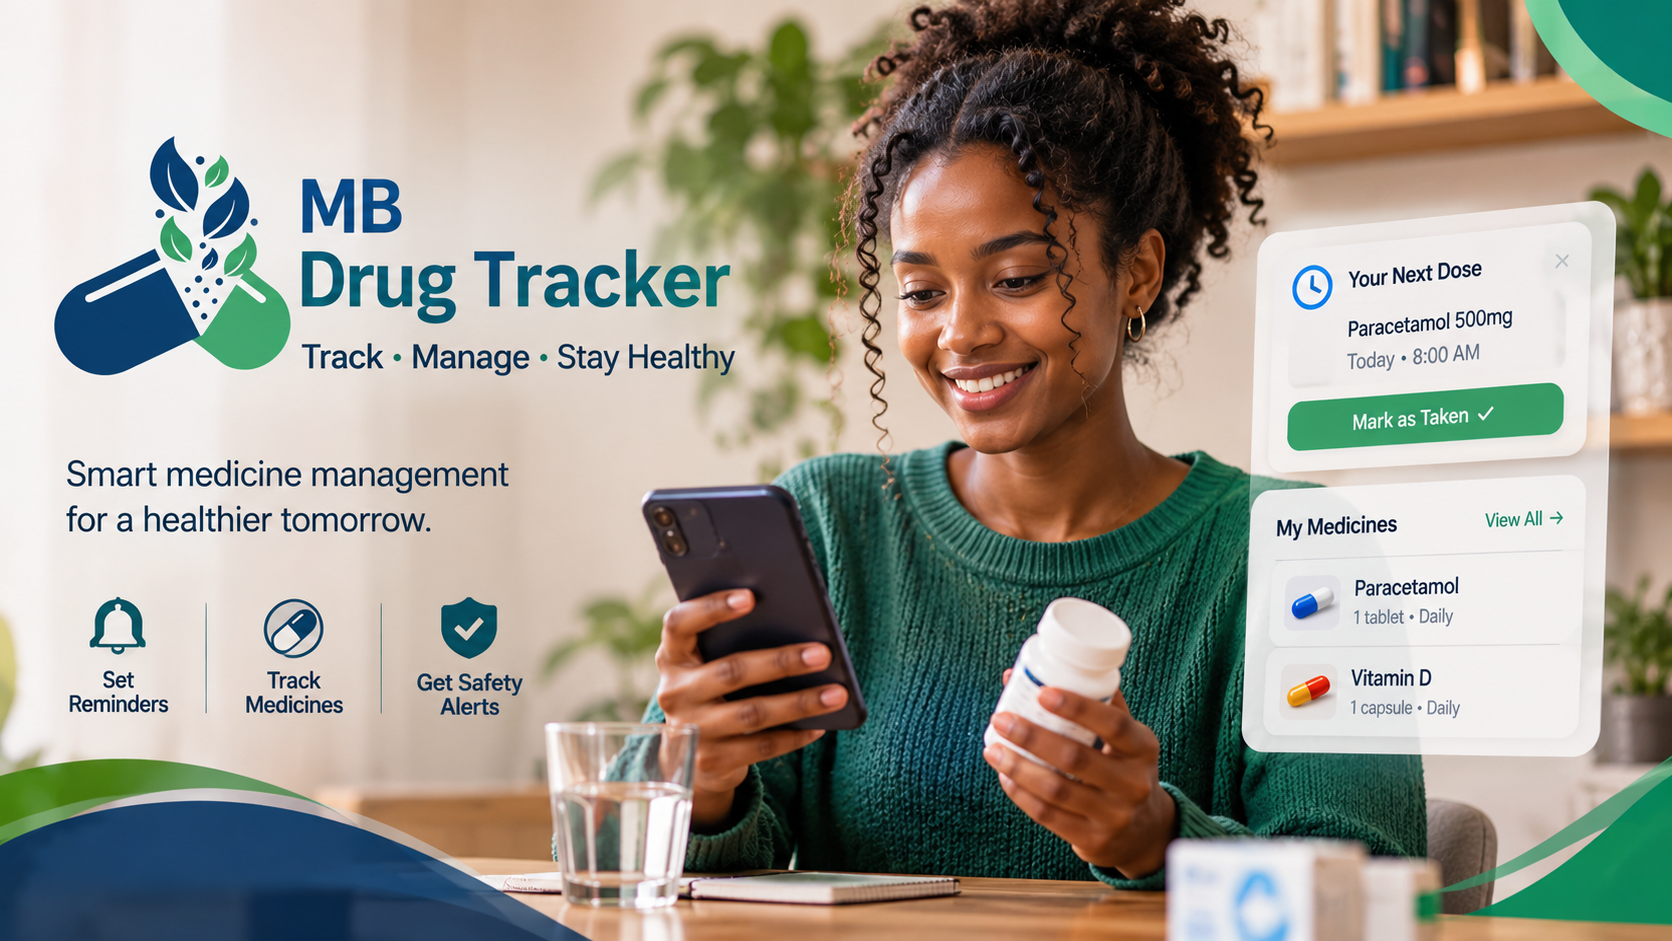 MB
Drug Tracker
Track • Manage • Stay Healthy
Smart medicine management
for a healthier tomorrow.
Set
Reminders
Track
Medicines
Get Safety
Alerts
Your Next Dose
Paracetamol 500mg
Today • 8:00 AM
Mark as Taken ✓
My Medicines
View All →
Paracetamol
1 tablet • Daily
Vitamin D
1 capsule • Daily